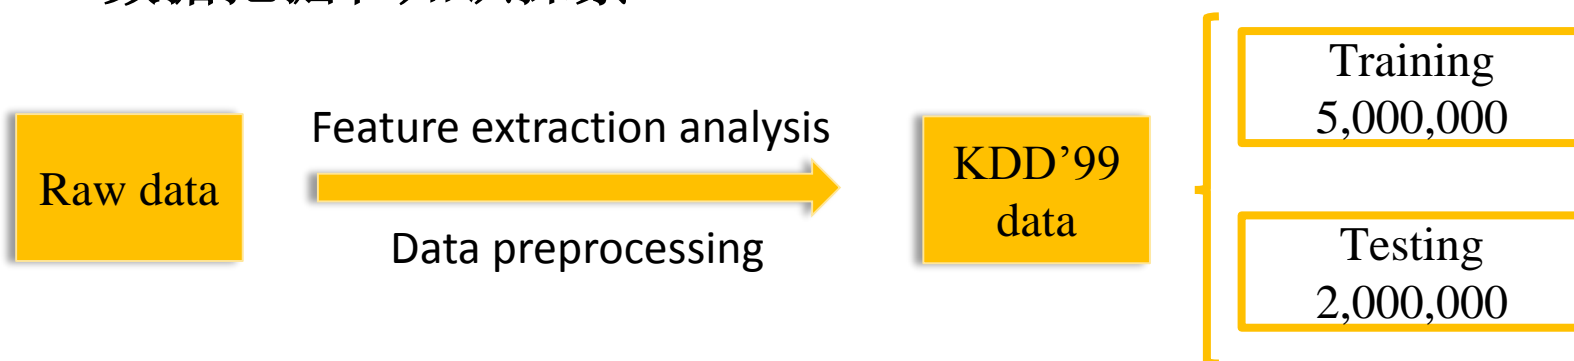 Raw data
Feature extraction analysis
Data preprocessing
KDD’99
data
Training
5,000,000
Testing
2,000,000